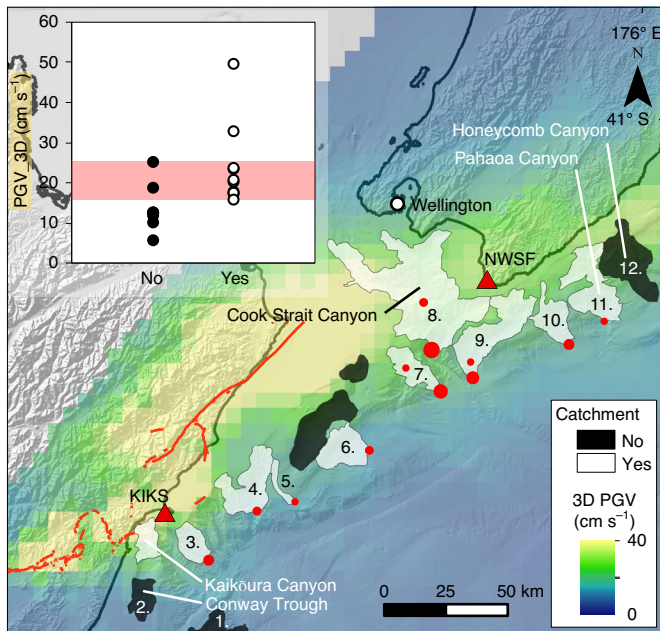 60
50
40
30
20
10
0
PGV_3D (cm s⁻¹)
No
Yes
176° E
N
41° S
Honeycomb Canyon
Pahaoa Canyon
Wellington
NWSF
Cook Strait Canyon
12.
11.
10.
9.
8.
7.
6.
5.
4.
3.
KIKS
Kaikōura Canyon
Conway Trough
2.
1
0
25
50 km
Catchment
No
Yes
3D PGV
(cm s⁻¹)
40
0